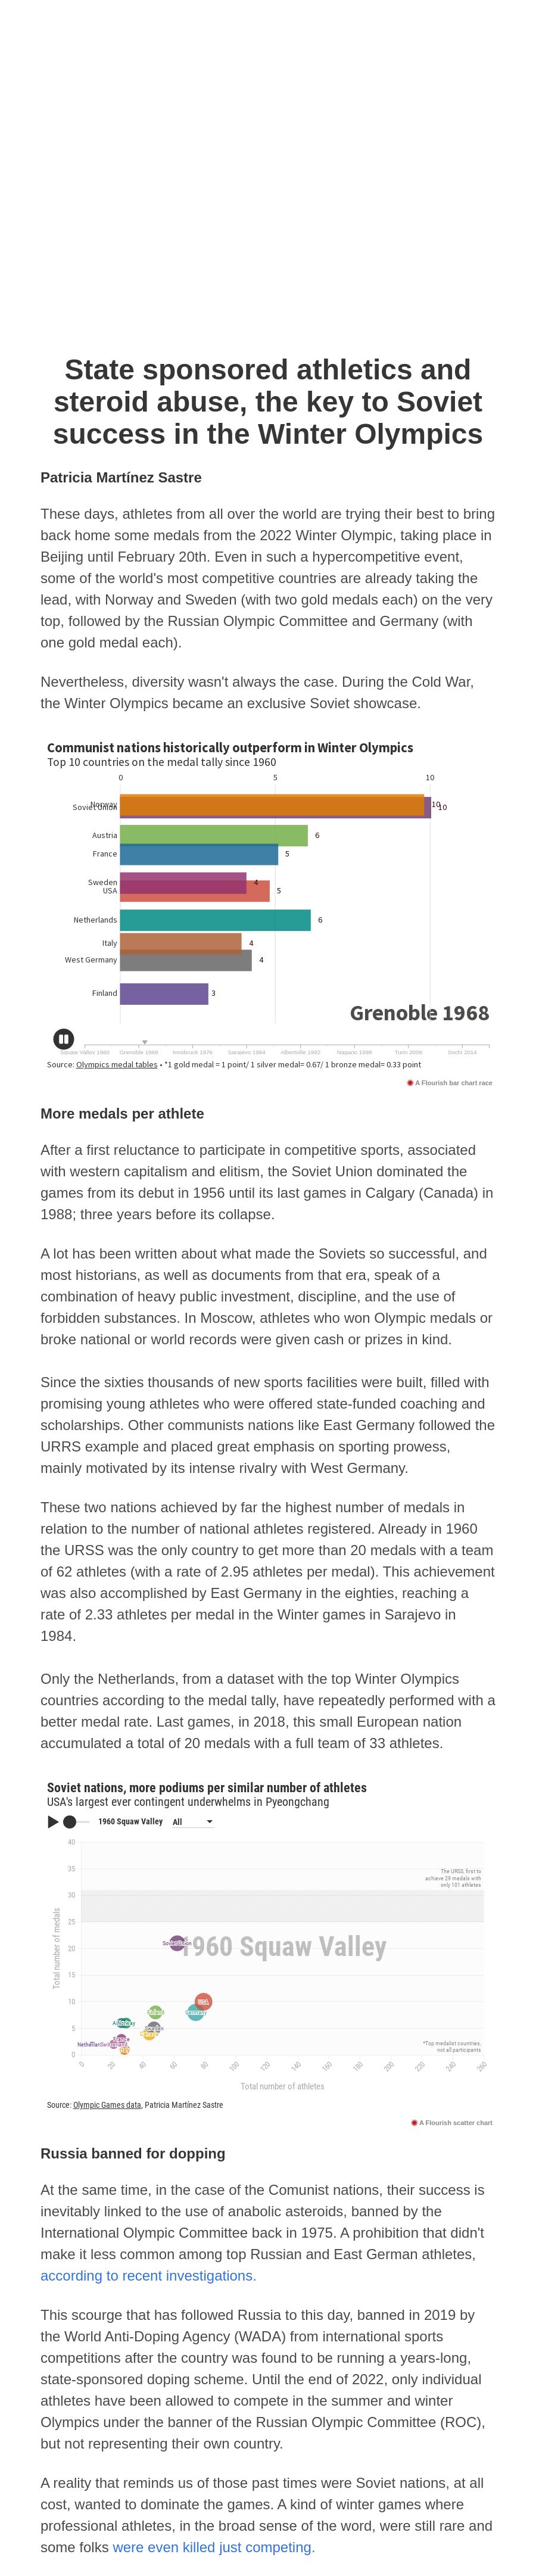 State sponsored athletics and
steroid abuse, the key to Soviet
success in the Winter Olympics
Patricia Martínez Sastre
These days, athletes from all over the world are trying their best to bring
back home some medals from the 2022 Winter Olympic, taking place in
Beijing until February 20th. Even in such a hypercompetitive event,
some of the world's most competitive countries are already taking the
lead, with Norway and Sweden (with two gold medals each) on the very
top, followed by the Russian Olympic Committee and Germany (with
one gold medal each).
Nevertheless, diversity wasn't always the case. During the Cold War,
the Winter Olympics became an exclusive Soviet showcase.
Communist nations historically outperform in Winter Olympics
Top 10 countries on the medal tally since 1960
0 5 10
Norway 10
Soviet Union 10
Austria 6
France 5
Sweden 4
USA 5
Netherlands 6
Italy 4
West Germany 4
Finland 3
Grenoble 1968
Squaw Valley 1960 Grenoble 1968 Innsbruck 1976 Sarajevo 1984 Albertville 1992 Nagano 1998 Turin 2006 Sochi 2014
Source: Olympics medal tables • *1 gold medal = 1 point/ 1 silver medal= 0.67/ 1 bronze medal= 0.33 point
A Flourish bar chart race
More medals per athlete
After a first reluctance to participate in competitive sports, associated
with western capitalism and elitism, the Soviet Union dominated the
games from its debut in 1956 until its last games in Calgary (Canada) in
1988; three years before its collapse.
A lot has been written about what made the Soviets so successful, and
most historians, as well as documents from that era, speak of a
combination of heavy public investment, discipline, and the use of
forbidden substances. In Moscow, athletes who won Olympic medals or
broke national or world records were given cash or prizes in kind.
Since the sixties thousands of new sports facilities were built, filled with
promising young athletes who were offered state-funded coaching and
scholarships. Other communists nations like East Germany followed the
URRS example and placed great emphasis on sporting prowess,
mainly motivated by its intense rivalry with West Germany.
These two nations achieved by far the highest number of medals in
relation to the number of national athletes registered. Already in 1960
the URSS was the only country to get more than 20 medals with a team
of 62 athletes (with a rate of 2.95 athletes per medal). This achievement
was also accomplished by East Germany in the eighties, reaching a
rate of 2.33 athletes per medal in the Winter games in Sarajevo in
1984.
Only the Netherlands, from a dataset with the top Winter Olympics
countries according to the medal tally, have repeatedly performed with a
better medal rate. Last games, in 2018, this small European nation
accumulated a total of 20 medals with a full team of 33 athletes.
Soviet nations, more podiums per similar number of athletes
USA's largest ever contingent underwhelms in Pyeongchang
1960 Squaw Valley All
40
35
The URSS, first to
achieve 29 medals with
only 101 athletes
30
25
Soviet Union
1960 Squaw Valley
20
15
10
USA
Germany
5
*Top medalist countries,
not all participants
0
Total number of medals
0 20 40 60 80 100 120 140 160 180 200 220 240 260
Total number of athletes
Source: Olympic Games data, Patricia Martínez Sastre
A Flourish scatter chart
Russia banned for dopping
At the same time, in the case of the Comunist nations, their success is
inevitably linked to the use of anabolic asteroids, banned by the
International Olympic Committee back in 1975. A prohibition that didn't
make it less common among top Russian and East German athletes,
according to recent investigations.
This scourge that has followed Russia to this day, banned in 2019 by
the World Anti-Doping Agency (WADA) from international sports
competitions after the country was found to be running a years-long,
state-sponsored doping scheme. Until the end of 2022, only individual
athletes have been allowed to compete in the summer and winter
Olympics under the banner of the Russian Olympic Committee (ROC),
but not representing their own country.
A reality that reminds us of those past times were Soviet nations, at all
cost, wanted to dominate the games. A kind of winter games where
professional athletes, in the broad sense of the word, were still rare and
some folks were even killed just competing.